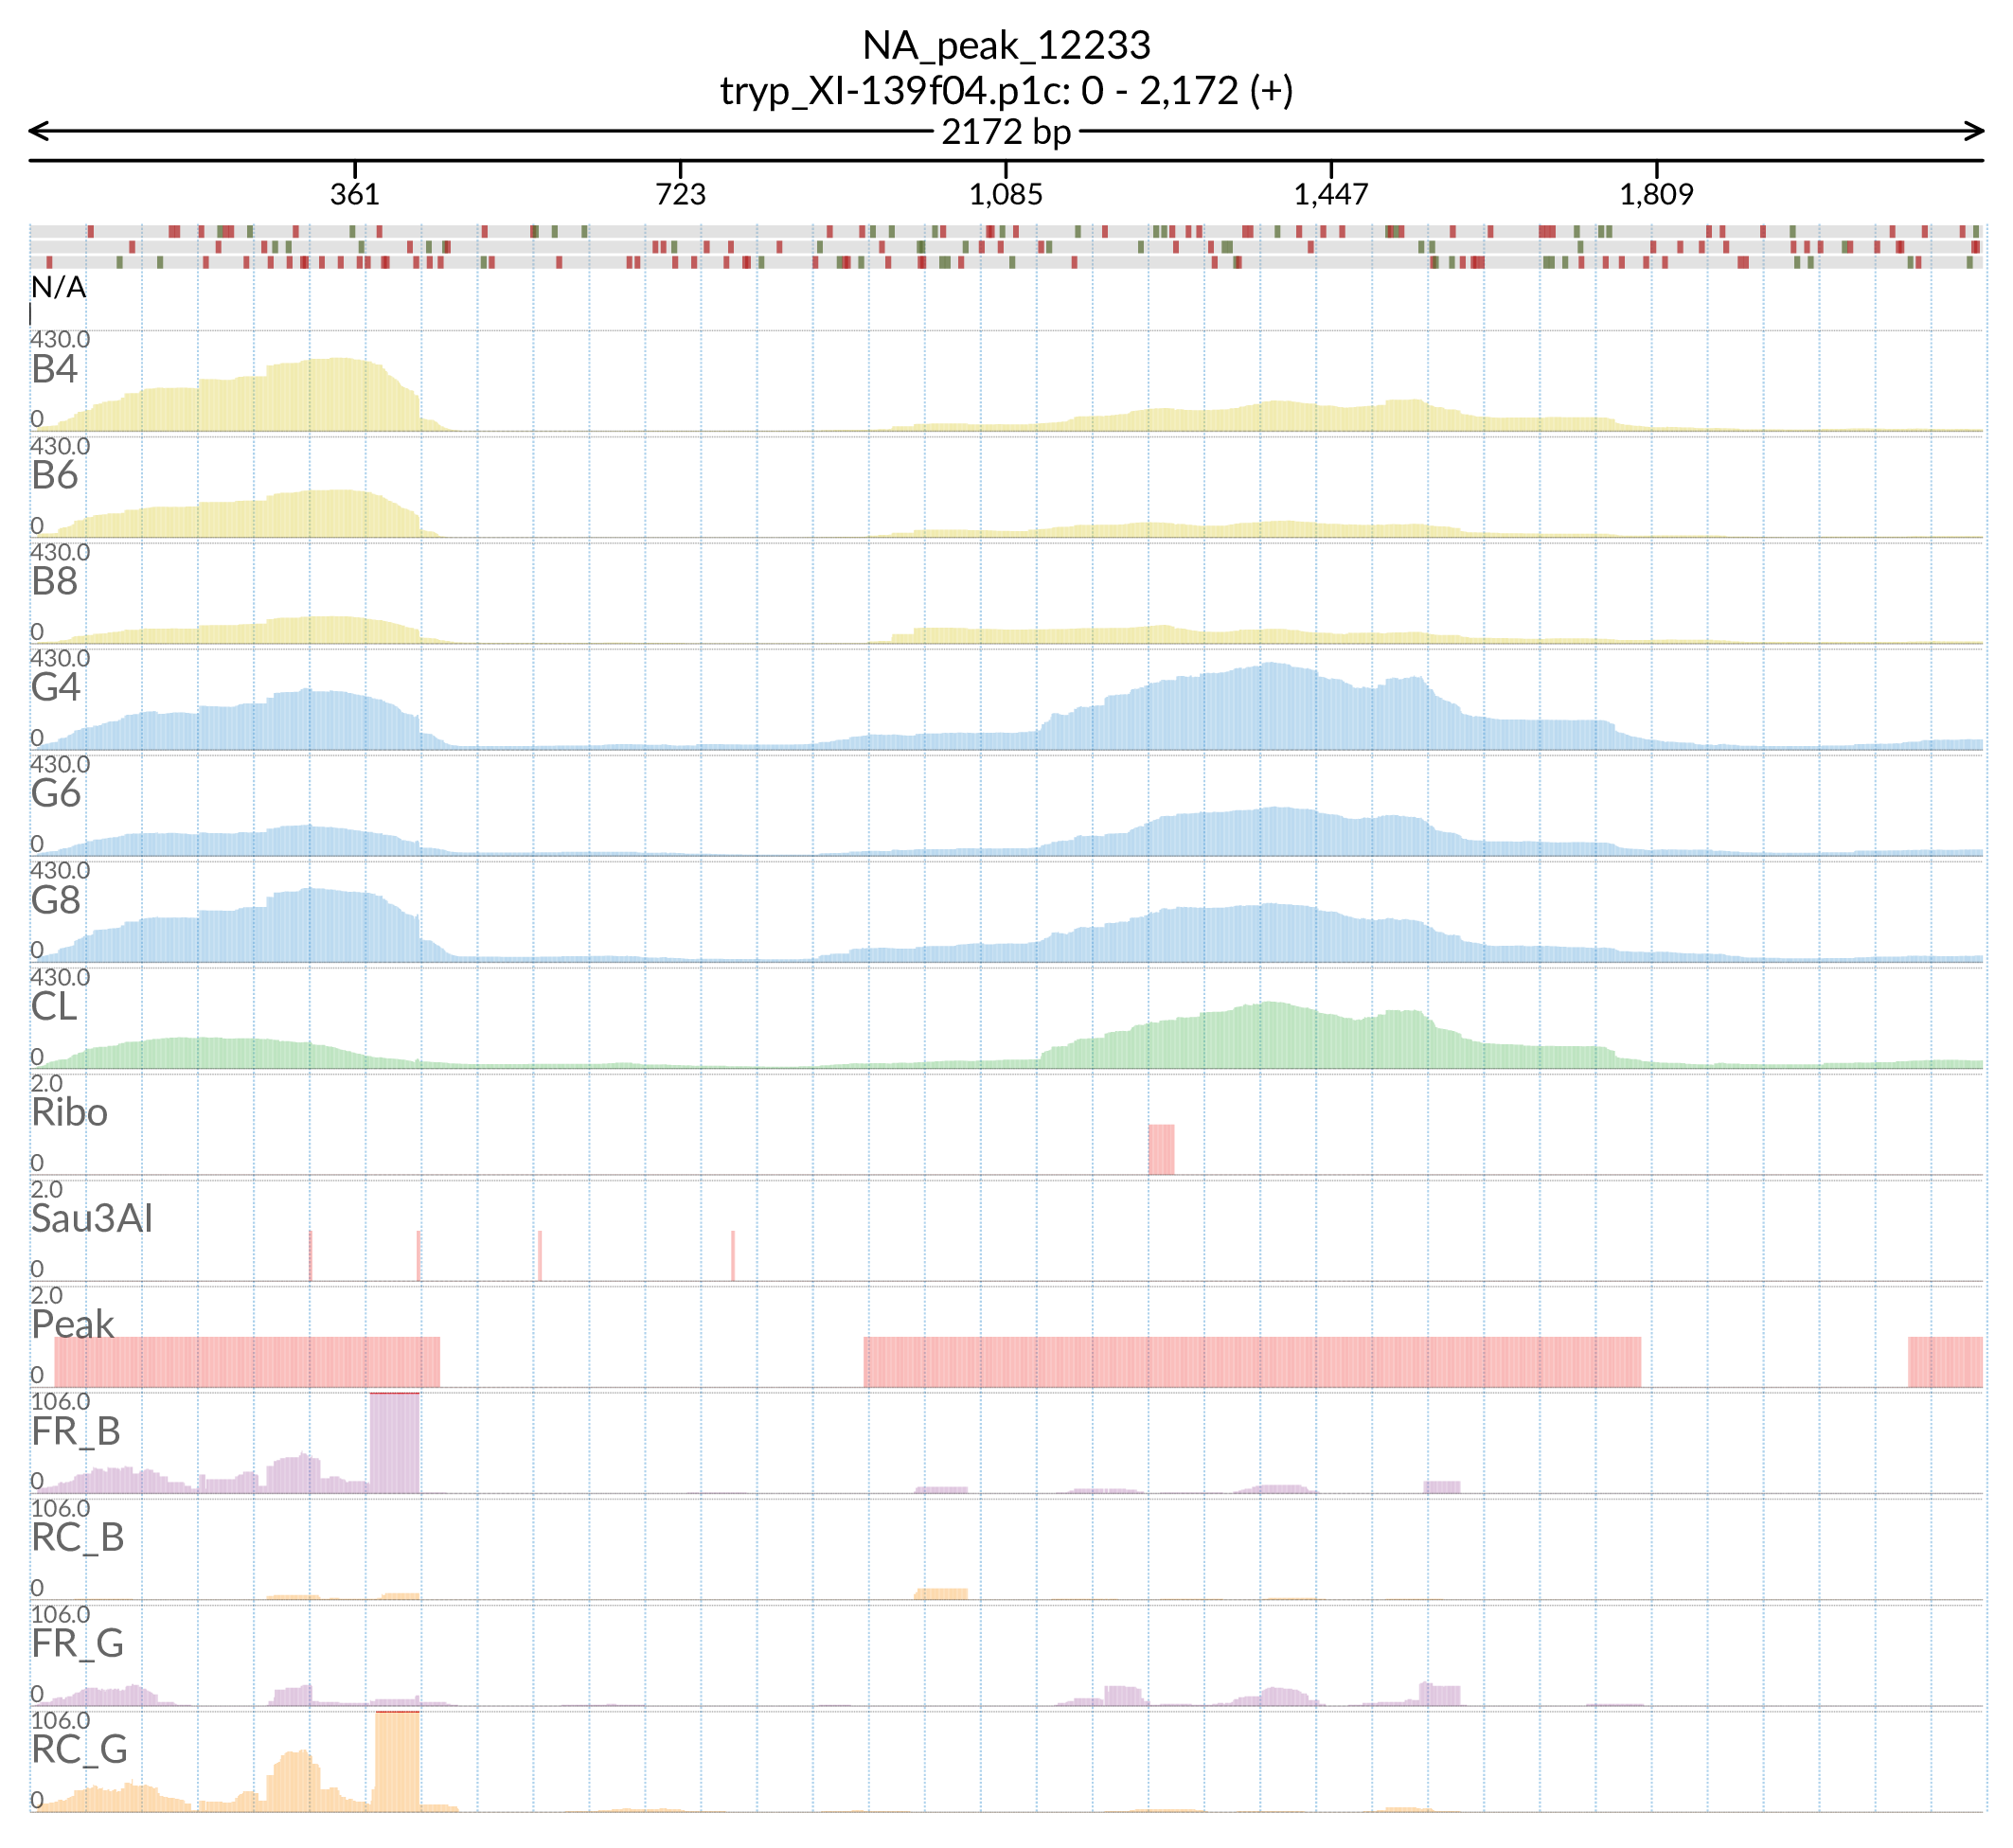 NA_peak_12233
tryp_XI-139f04.p1c: 0 - 2,172 (+)
2172 bp
361 723 1,085 1,447 1,809
N/A
430.0
B4
0
430.0
B6
0
430.0
B8
0
430.0
G4
0
430.0
G6
0
430.0
G8
0
430.0
CL
0
2.0
Ribo
0
2.0
Sau3AI
0
2.0
Peak
0
106.0
FR_B
0
106.0
RC_B
0
106.0
FR_G
0
106.0
RC_G
0